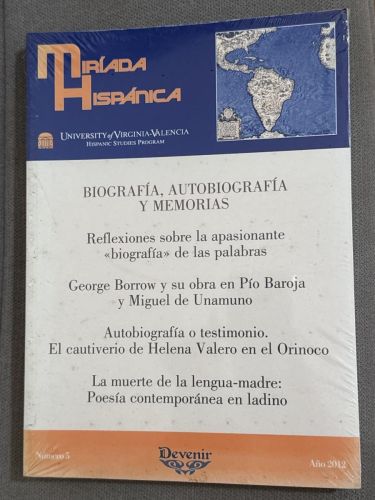 Miríada
Hispánica
University of Virginia-Valencia
Hispanic Studies Program
BIOGRAFÍA, AUTOBIOGRAFÍA
Y MEMORIAS
Reflexiones sobre la apasionante
«biografía» de las palabras
George Borrow y su obra en Pío Baroja
y Miguel de Unamuno
Autobiografía o testimonio.
El cautiverio de Helena Valero en el Orinoco
La muerte de la lengua-madre:
Poesía contemporánea en ladino
Número 5
Devenir
Año 2012